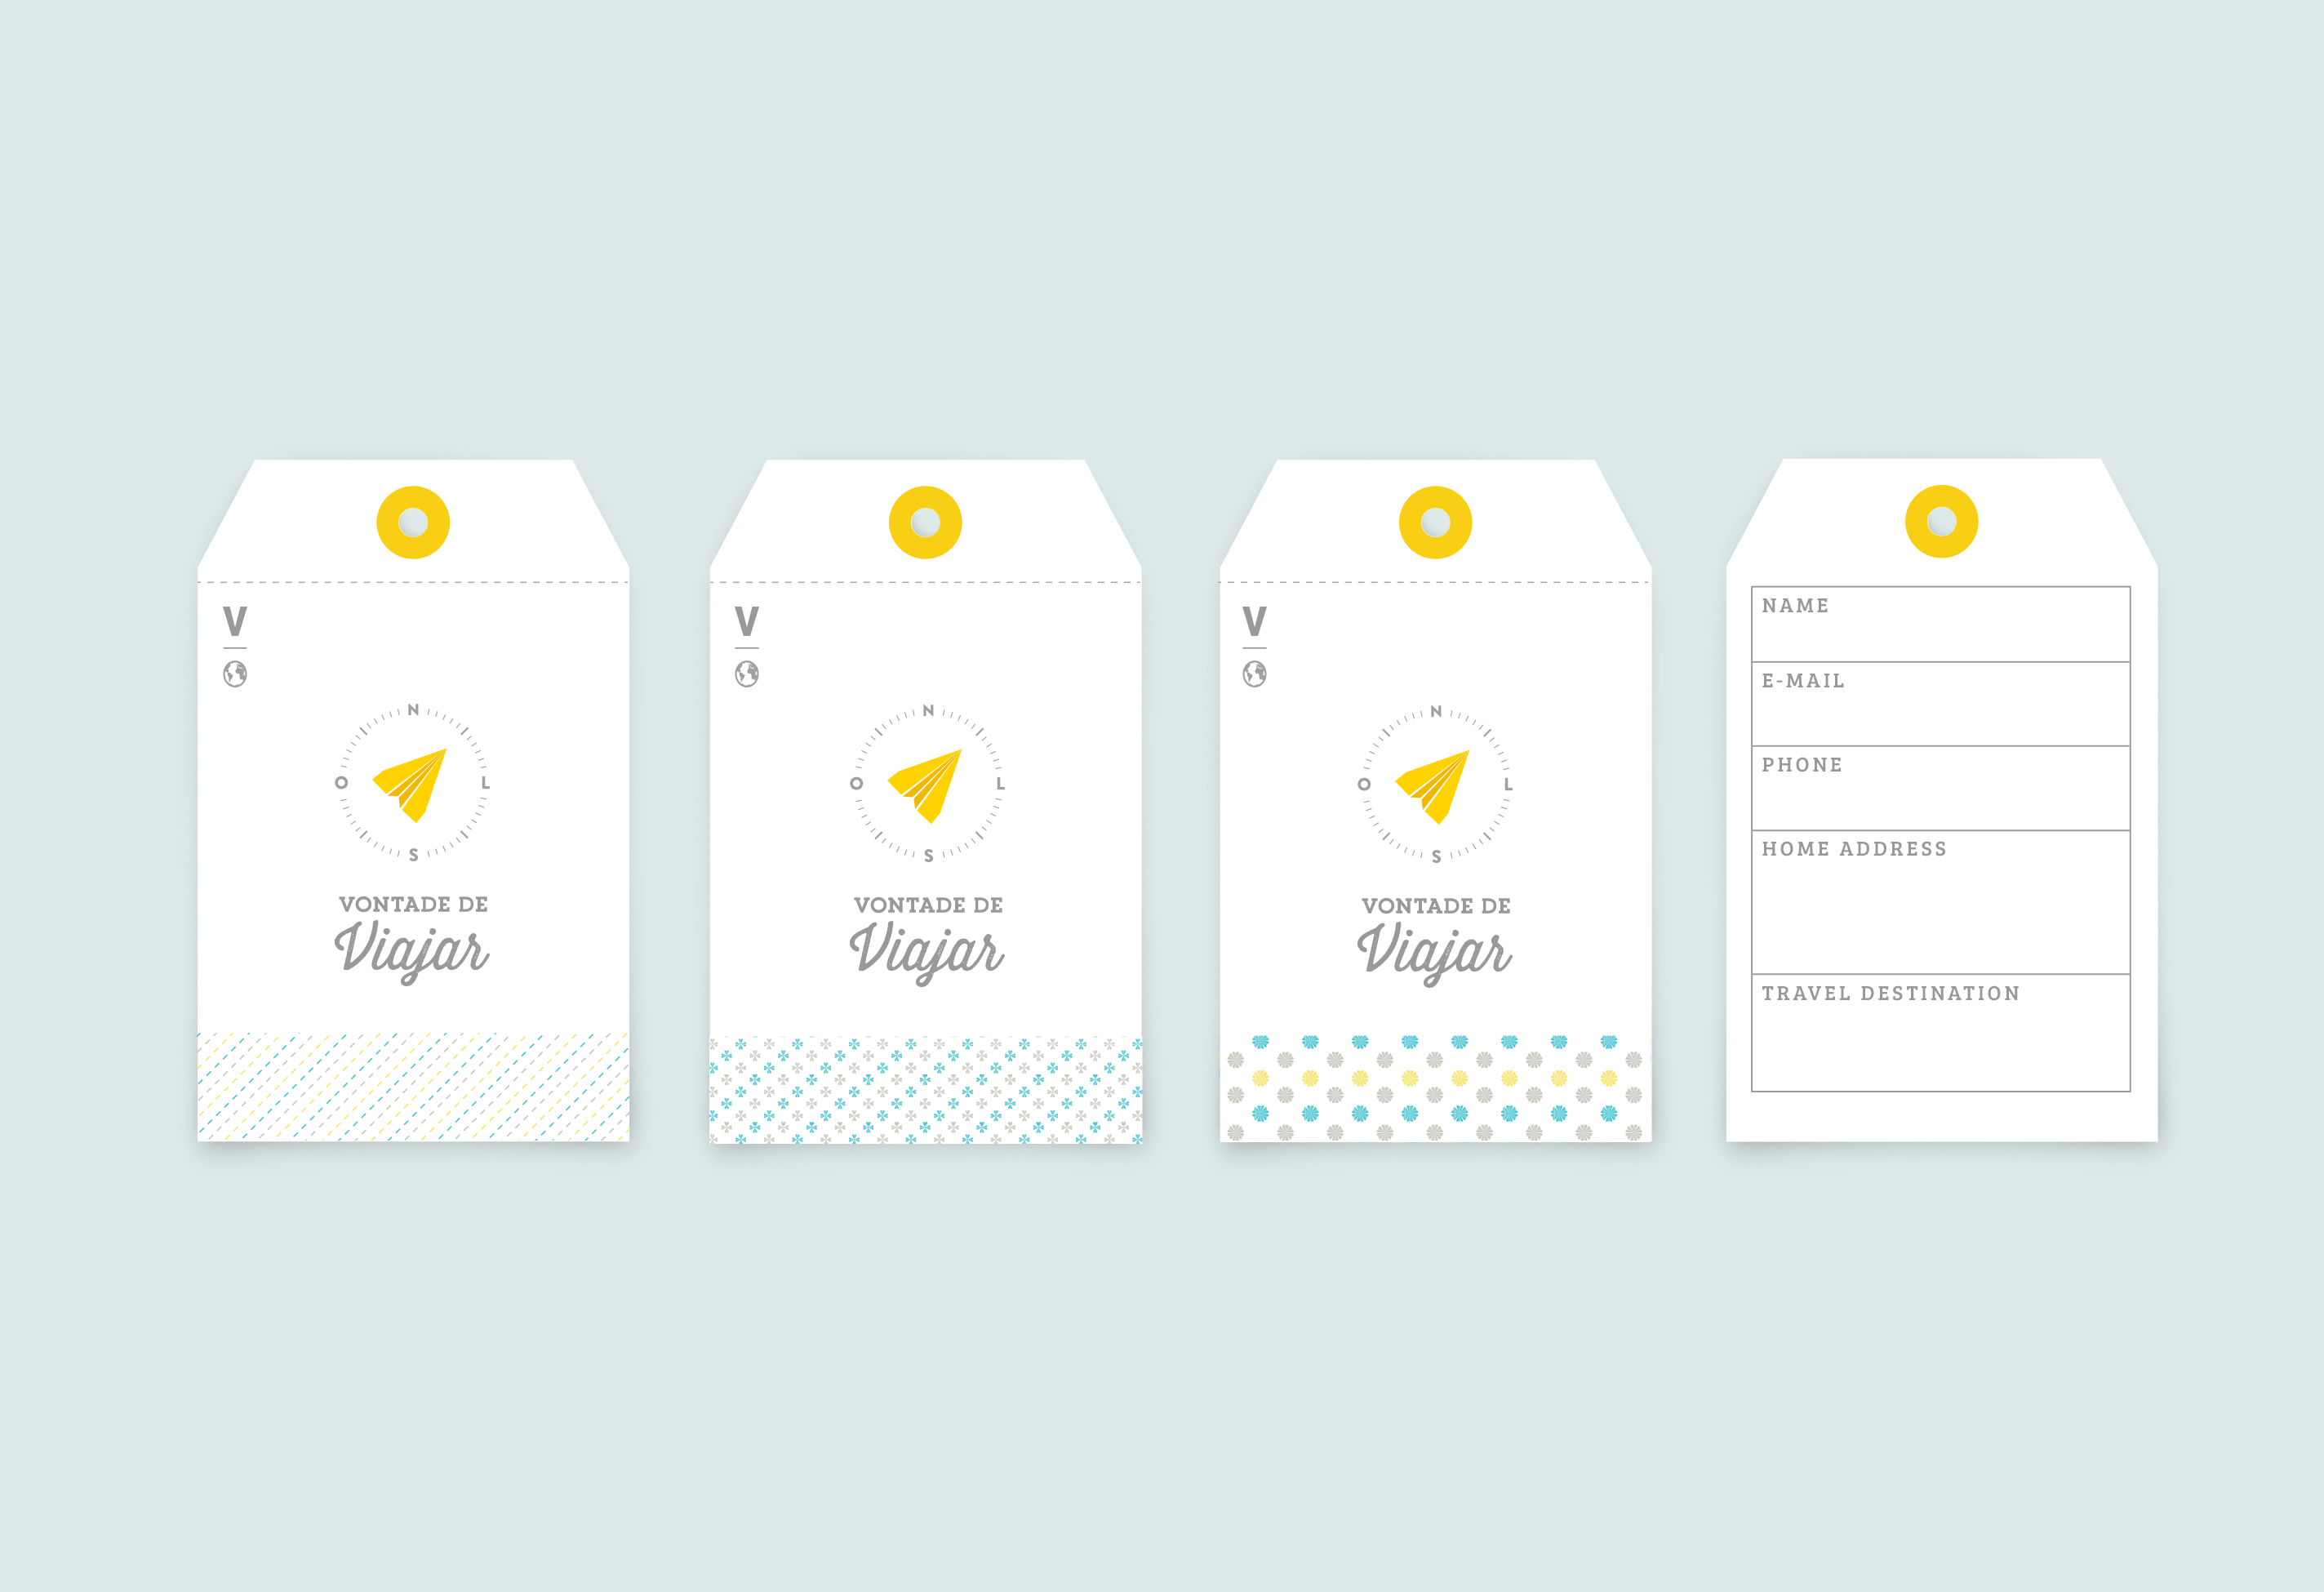 V
N
O
L
S
VONTADE DE
Viajar
V
N
O
L
S
VONTADE DE
Viajar
V
N
O
L
S
VONTADE DE
Viajar
NAME
E-MAIL
PHONE
HOME ADDRESS
TRAVEL DESTINATION